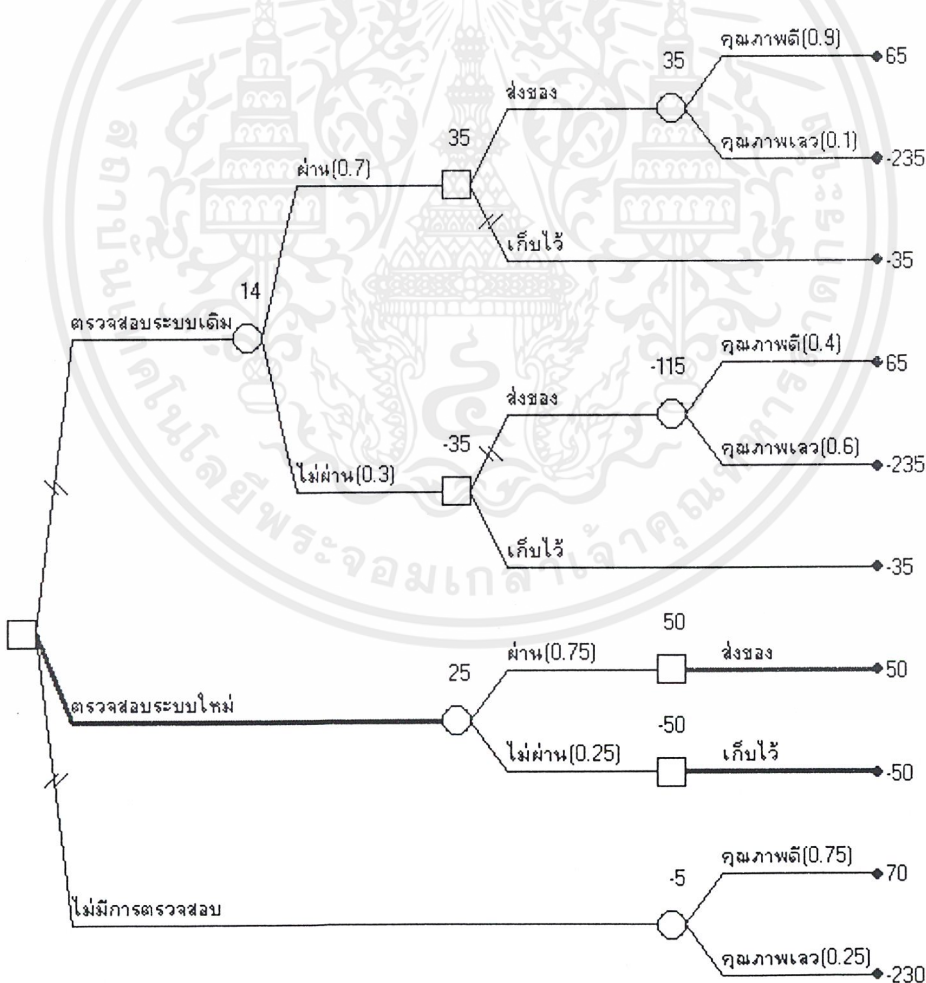 คุณภาพดี(0.9)
65
35
ส่งของ
คุณภาพเลว(0.1)
-235
35
ผ่าน(0.7)
เก็บไว้
-35
14
ตรวจสอบระบบเดิม
คุณภาพดี(0.4)
65
-115
ส่งของ
-35
คุณภาพเลว(0.6)
-235
ไม่ผ่าน(0.3)
เก็บไว้
-35
50
ผ่าน(0.75)
ส่งของ
50
25
ตรวจสอบระบบใหม่
-50
ไม่ผ่าน(0.25)
เก็บไว้
-50
คุณภาพดี(0.75)
70
-5
ไม่มีการตรวจสอบ
คุณภาพเลว(0.25)
-230